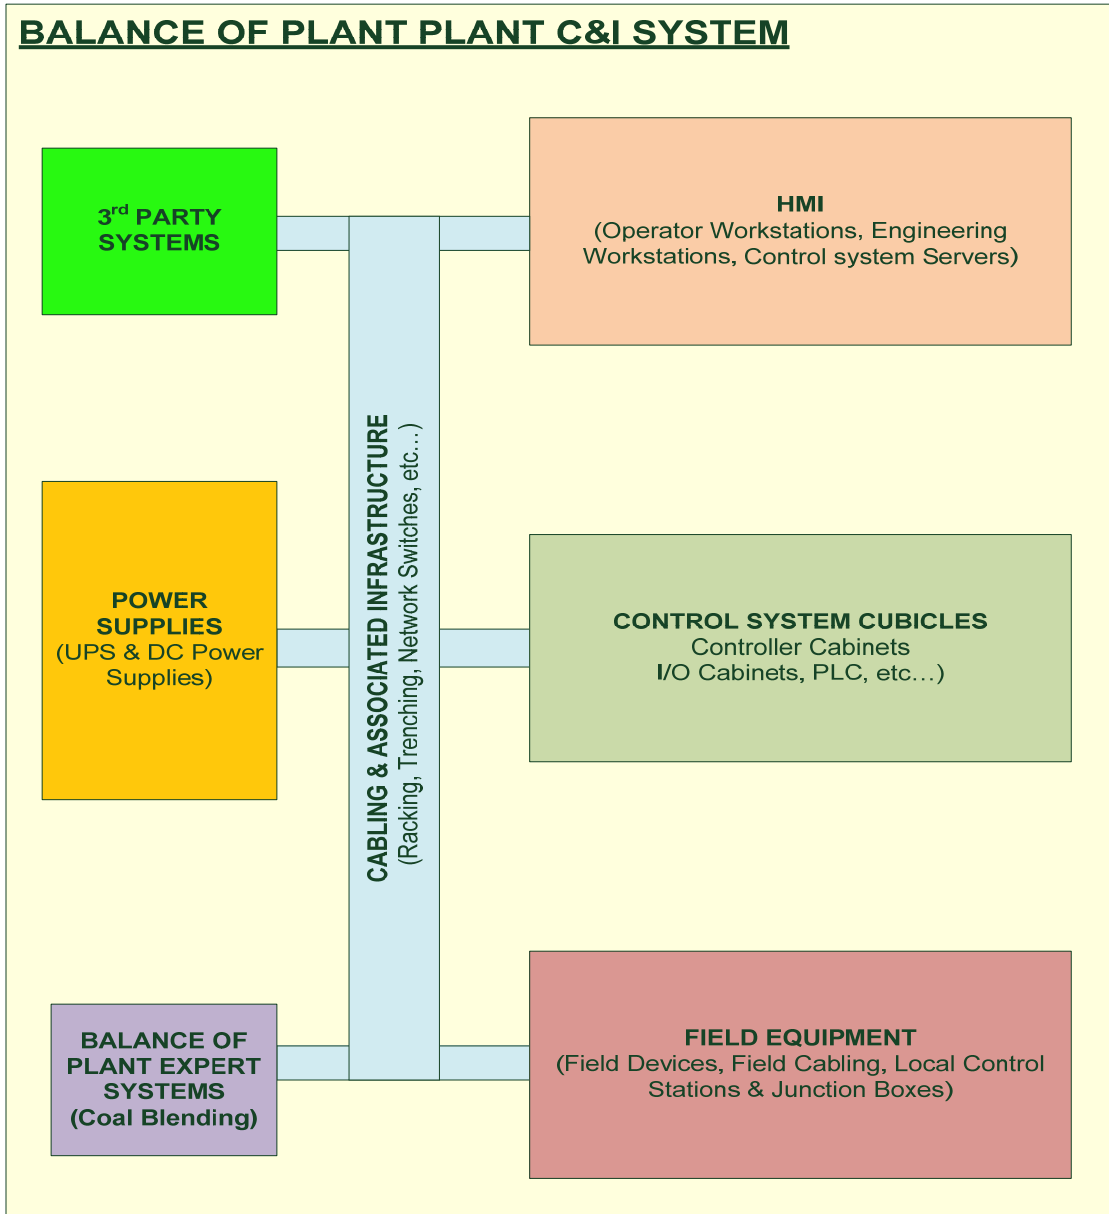 BALANCE OF PLANT PLANT C&I SYSTEM
3rd PARTY
SYSTEMS
HMI
(Operator Workstations, Engineering
Workstations, Control system Servers)
CABLING & ASSOCIATED INFRASTRUCTURE
(Racking, Trenching, Network Switches, etc...)
POWER
SUPPLIES
(UPS & DC Power
Supplies)
CONTROL SYSTEM CUBICLES
Controller Cabinets
I/O Cabinets, PLC, etc...)
BALANCE OF
PLANT EXPERT
SYSTEMS
(Coal Blending)
FIELD EQUIPMENT
(Field Devices, Field Cabling, Local Control
Stations & Junction Boxes)